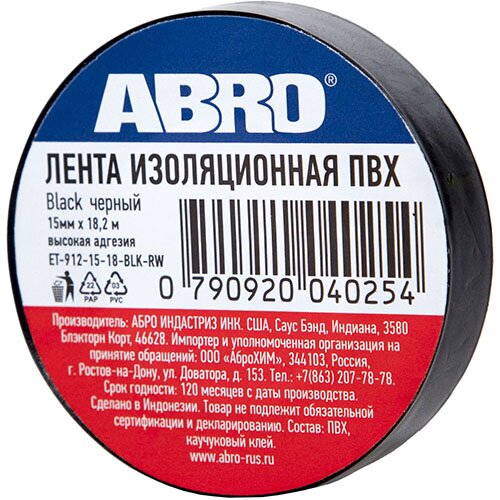 ABRO®
ЛЕНТА ИЗОЛЯЦИОННАЯ ПВХ
Black черный
15мм x 18,2 м
высокая адгезия
ET-912-15-18-BLK-RW
22 03
PAP PVC
0 790920 040254
Производитель: АБРО ИНДАСТРИЗ ИНК. США, Саус Бэнд, Индиана, 3580
Блэкторн Корт, 46628. Импортер и уполномоченная организация на
принятие обращений: ООО «АброХИМ», 344103, Россия,
г. Ростов-на-Дону, ул. Доватора, д. 153. Тел.:+7(863) 207-78-78.
Срок годности: 120 месяцев с даты производства.
Сделано в Индонезии. Товар не подлежит обязательной
сертификации и декларированию. Состав: ПВХ,
каучуковый клей.
www.abro-rus.ru